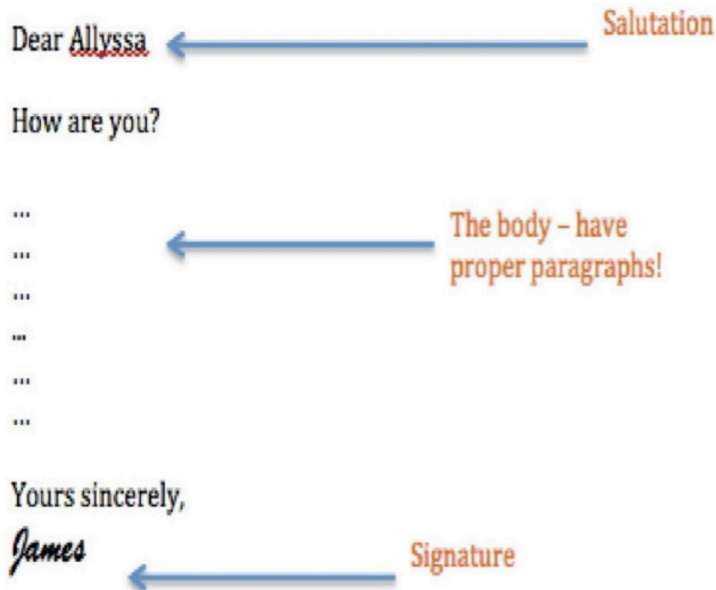 Dear Allyssa
Salutation
How are you?
...
...
The body – have
proper paragraphs!
...
...
...
...
Yours sincerely,
James
Signature